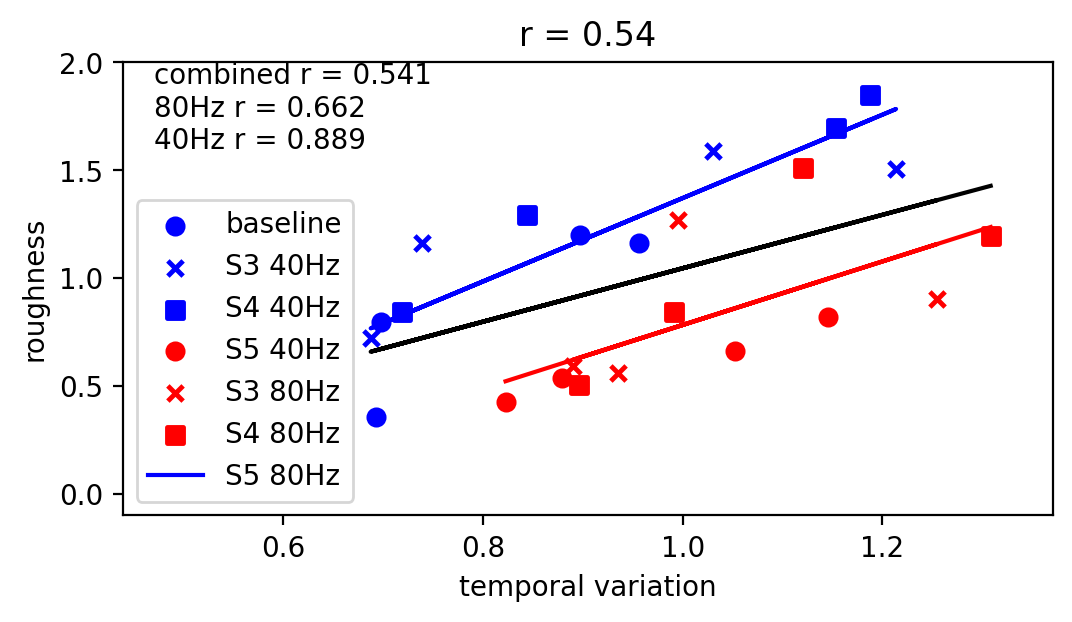 r = 0.54
combined r = 0.541
80Hz r = 0.662
40Hz r = 0.889
baseline
S3 40Hz
S4 40Hz
S5 40Hz
S3 80Hz
S4 80Hz
S5 80Hz
roughness
2.0
1.5
1.0
0.5
0.0
0.6 0.8 1.0 1.2
temporal variation